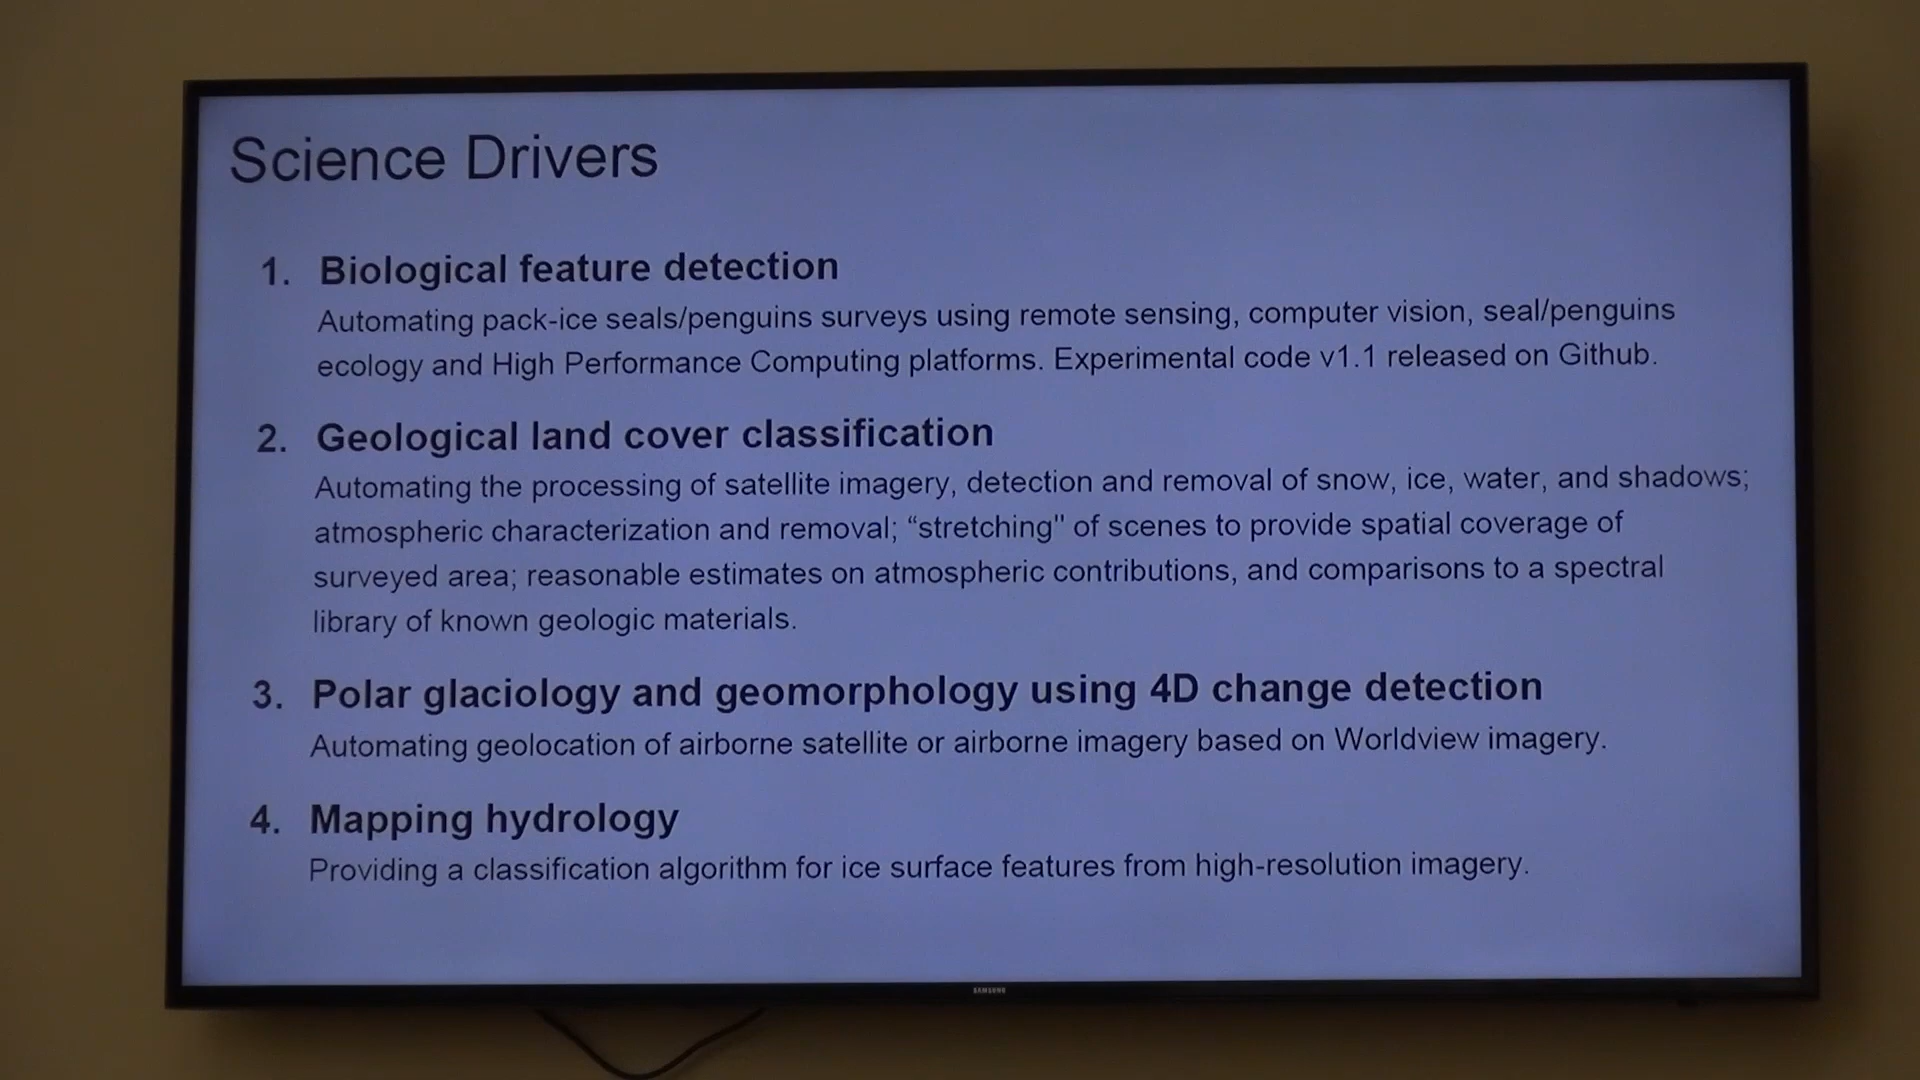 Science Drivers
1. Biological feature detection
Automating pack-ice seals/penguins surveys using remote sensing, computer vision, seal/penguins
ecology and High Performance Computing platforms. Experimental code v1.1 released on Github.
2. Geological land cover classification
Automating the processing of satellite imagery, detection and removal of snow, ice, water, and shadows;
atmospheric characterization and removal; “stretching" of scenes to provide spatial coverage of
surveyed area; reasonable estimates on atmospheric contributions, and comparisons to a spectral
library of known geologic materials.
3. Polar glaciology and geomorphology using 4D change detection
Automating geolocation of airborne satellite or airborne imagery based on Worldview imagery.
4. Mapping hydrology
Providing a classification algorithm for ice surface features from high-resolution imagery.
SAMSUNG